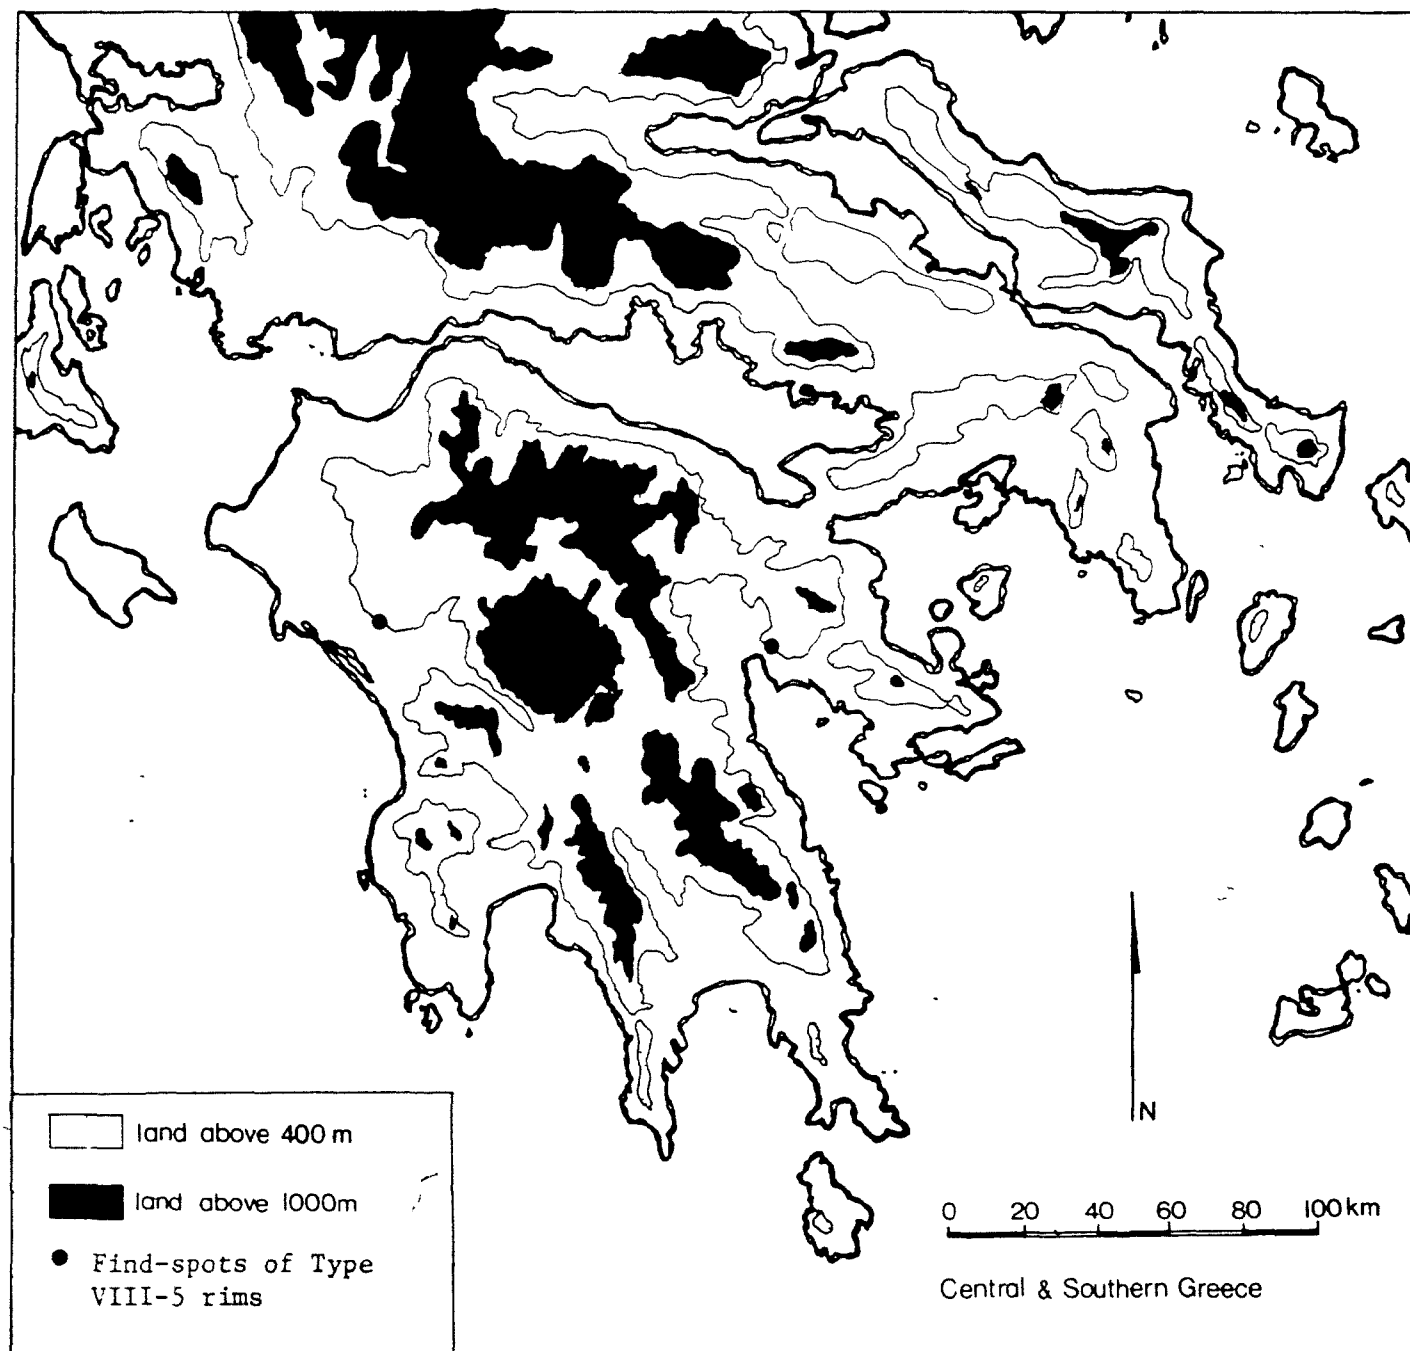 land above 400 m
land above 1000m
Find-spots of Type
VIII-5 rims
N
0 20 40 60 80 100 km
Central & Southern Greece